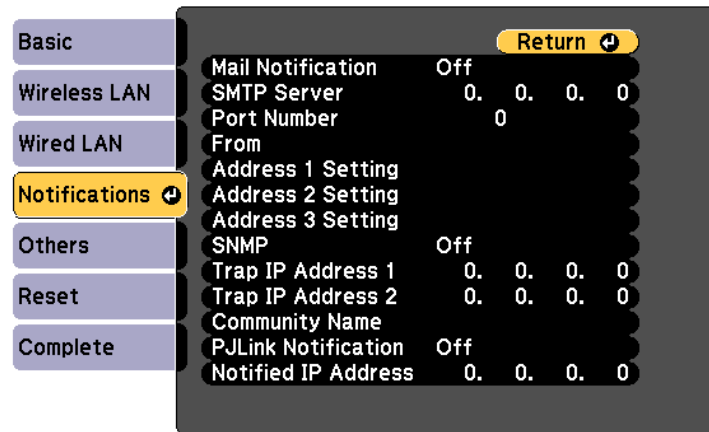 Basic
Wireless LAN
Wired LAN
Notifications
Others
Reset
Complete
Return
Mail Notification Off
SMTP Server 0. 0. 0. 0
Port Number 0
From
Address 1 Setting
Address 2 Setting
Address 3 Setting
SNMP Off
Trap IP Address 1 0. 0. 0. 0
Trap IP Address 2 0. 0. 0. 0
Community Name
PJLink Notification Off
Notified IP Address 0. 0. 0. 0